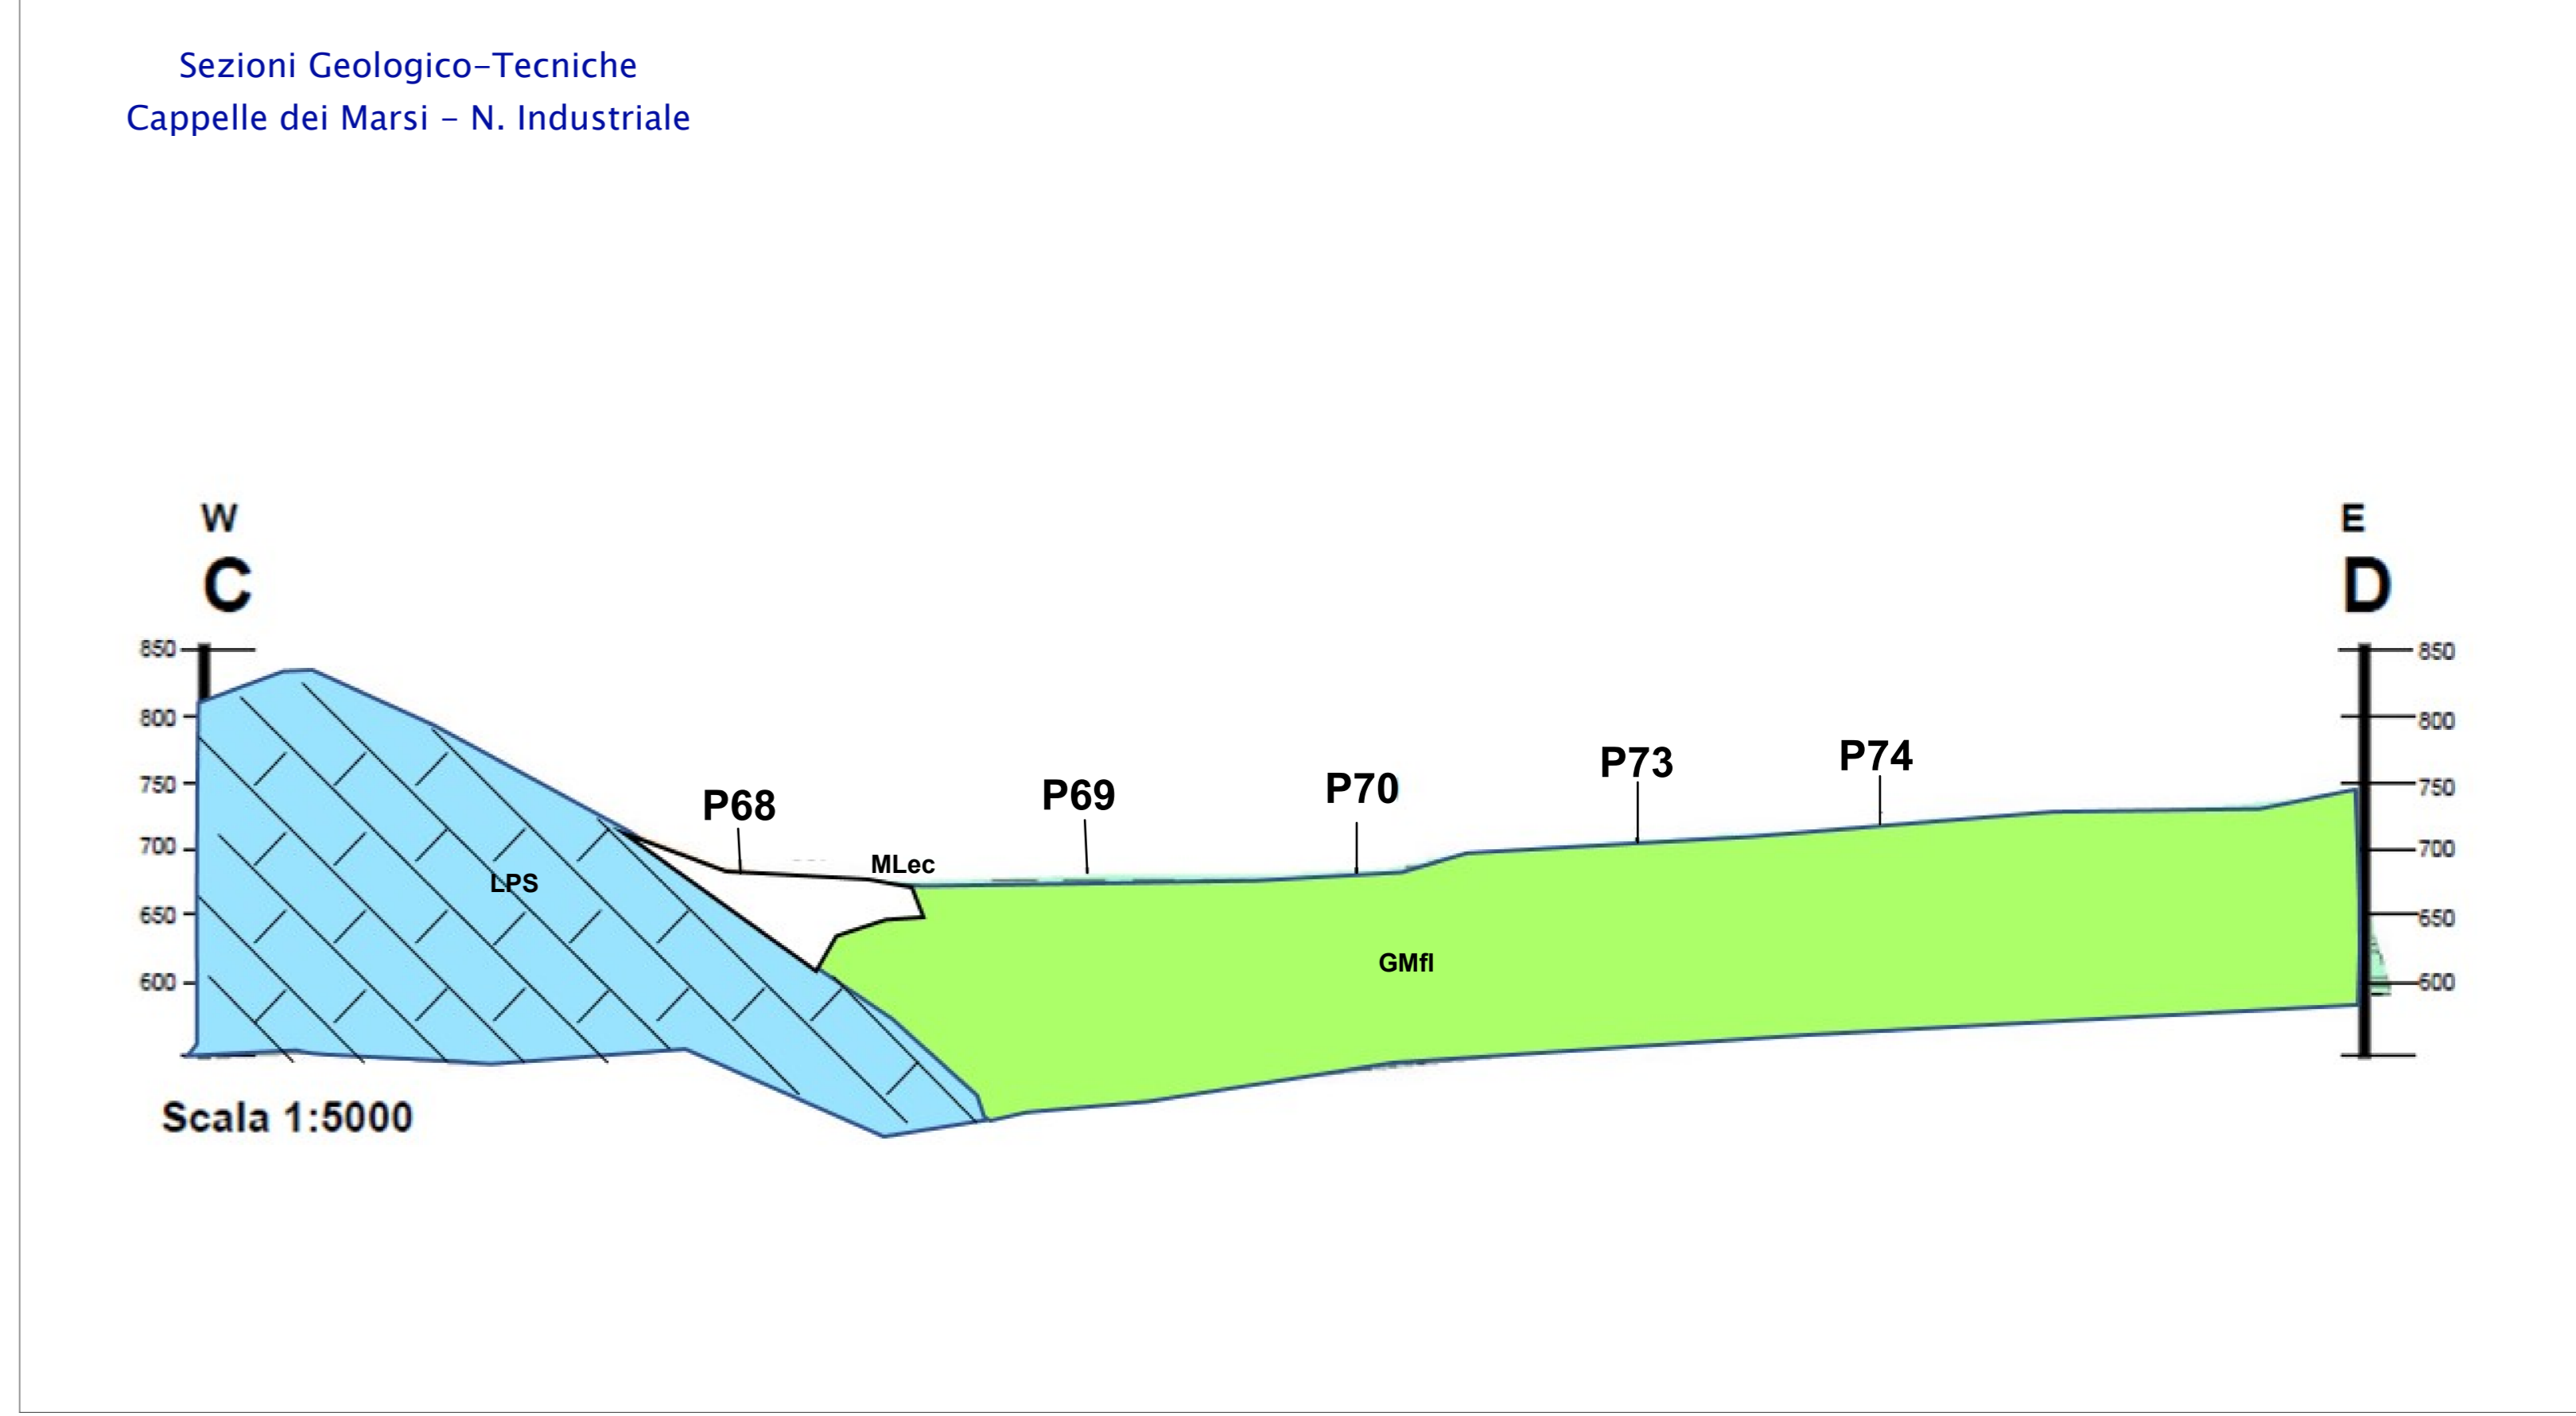 Sezioni Geologico-Tecniche
Cappelle dei Marsi - N. Industriale
W
E
C
D
850
850
800
800
750
750
700
700
650
650
600
600
P68
P69
P70
P73
P74
MLec
LPS
GMfl
Scala 1:5000